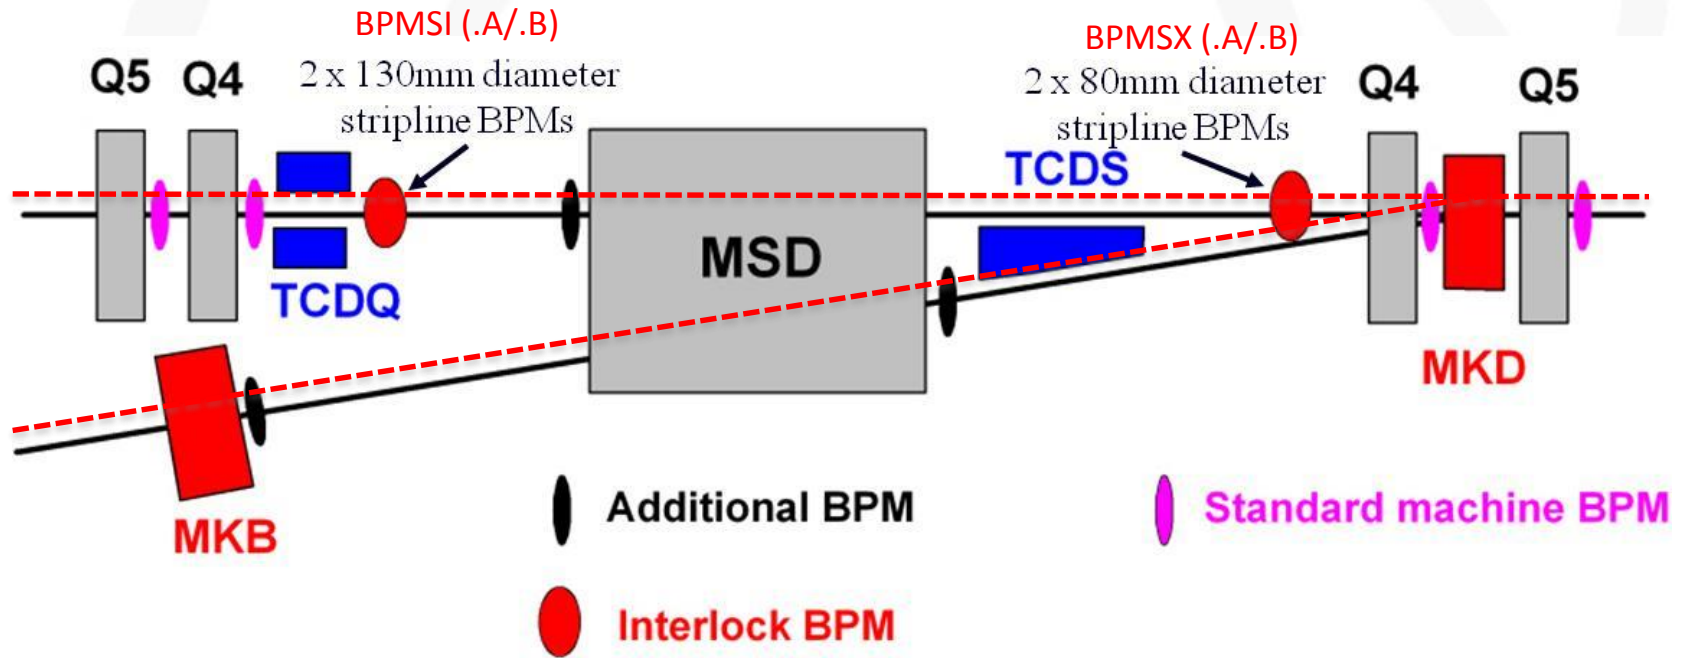 BPMSI (.A/.B)
BPMSX (.A/.B)
Q5 Q4
2 x 130mm diameter
stripline BPMs
2 x 80mm diameter
stripline BPMs
Q4
Q5
TCDS
MSD
TCDQ
MKD
MKB
Additional BPM
Standard machine BPM
Interlock BPM